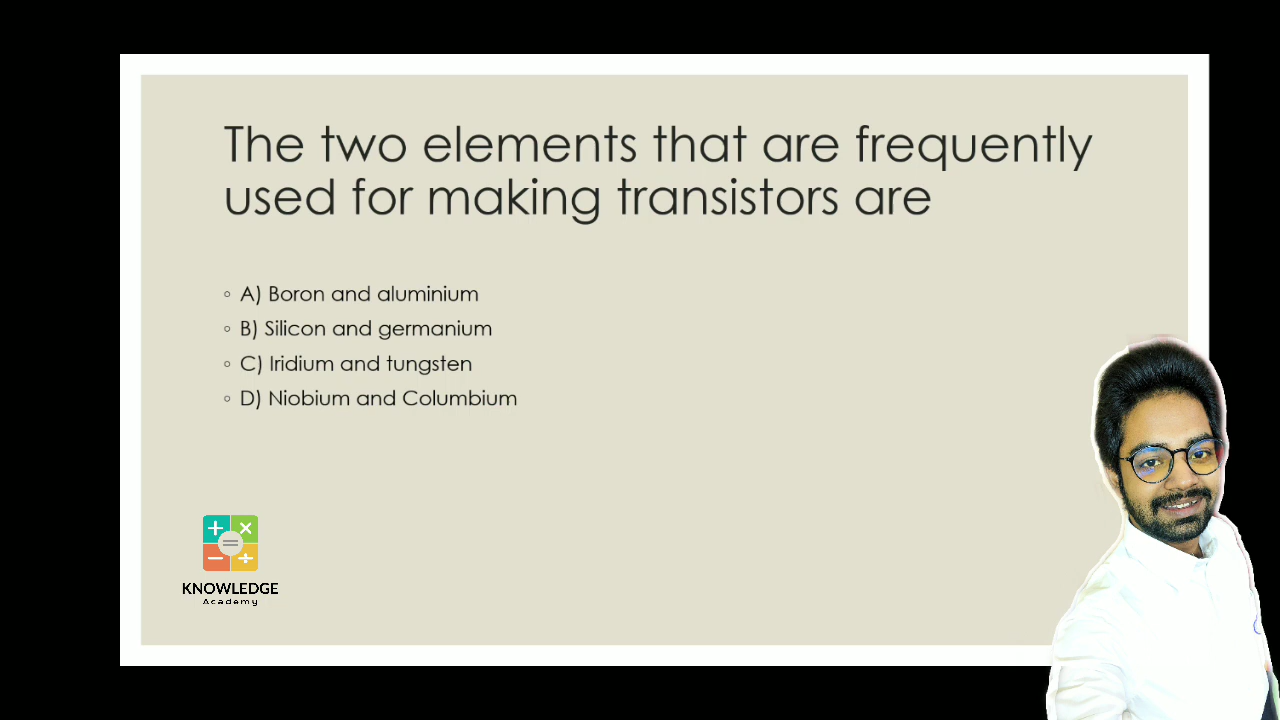 The two elements that are frequently
used for making transistors are
A) Boron and aluminium
B) Silicon and germanium
C) Iridium and tungsten
D) Niobium and Columbium
KNOWLEDGE
Academy